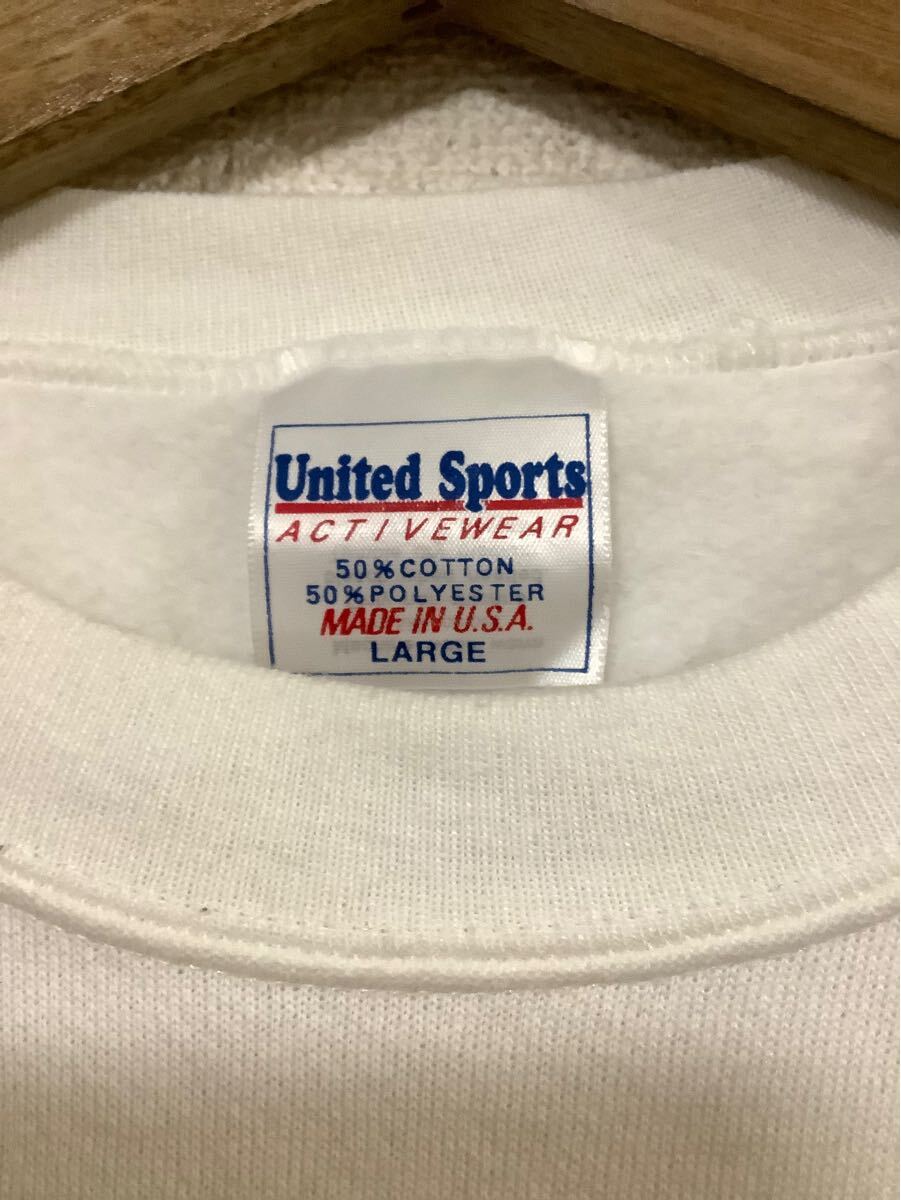 United Sports
ACTIVEWEAR
50% COTTON
50% POLYESTER
MADE IN U.S.A.
LARGE